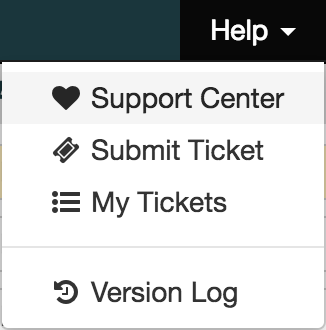 Help
Support Center
Submit Ticket
My Tickets
Version Log